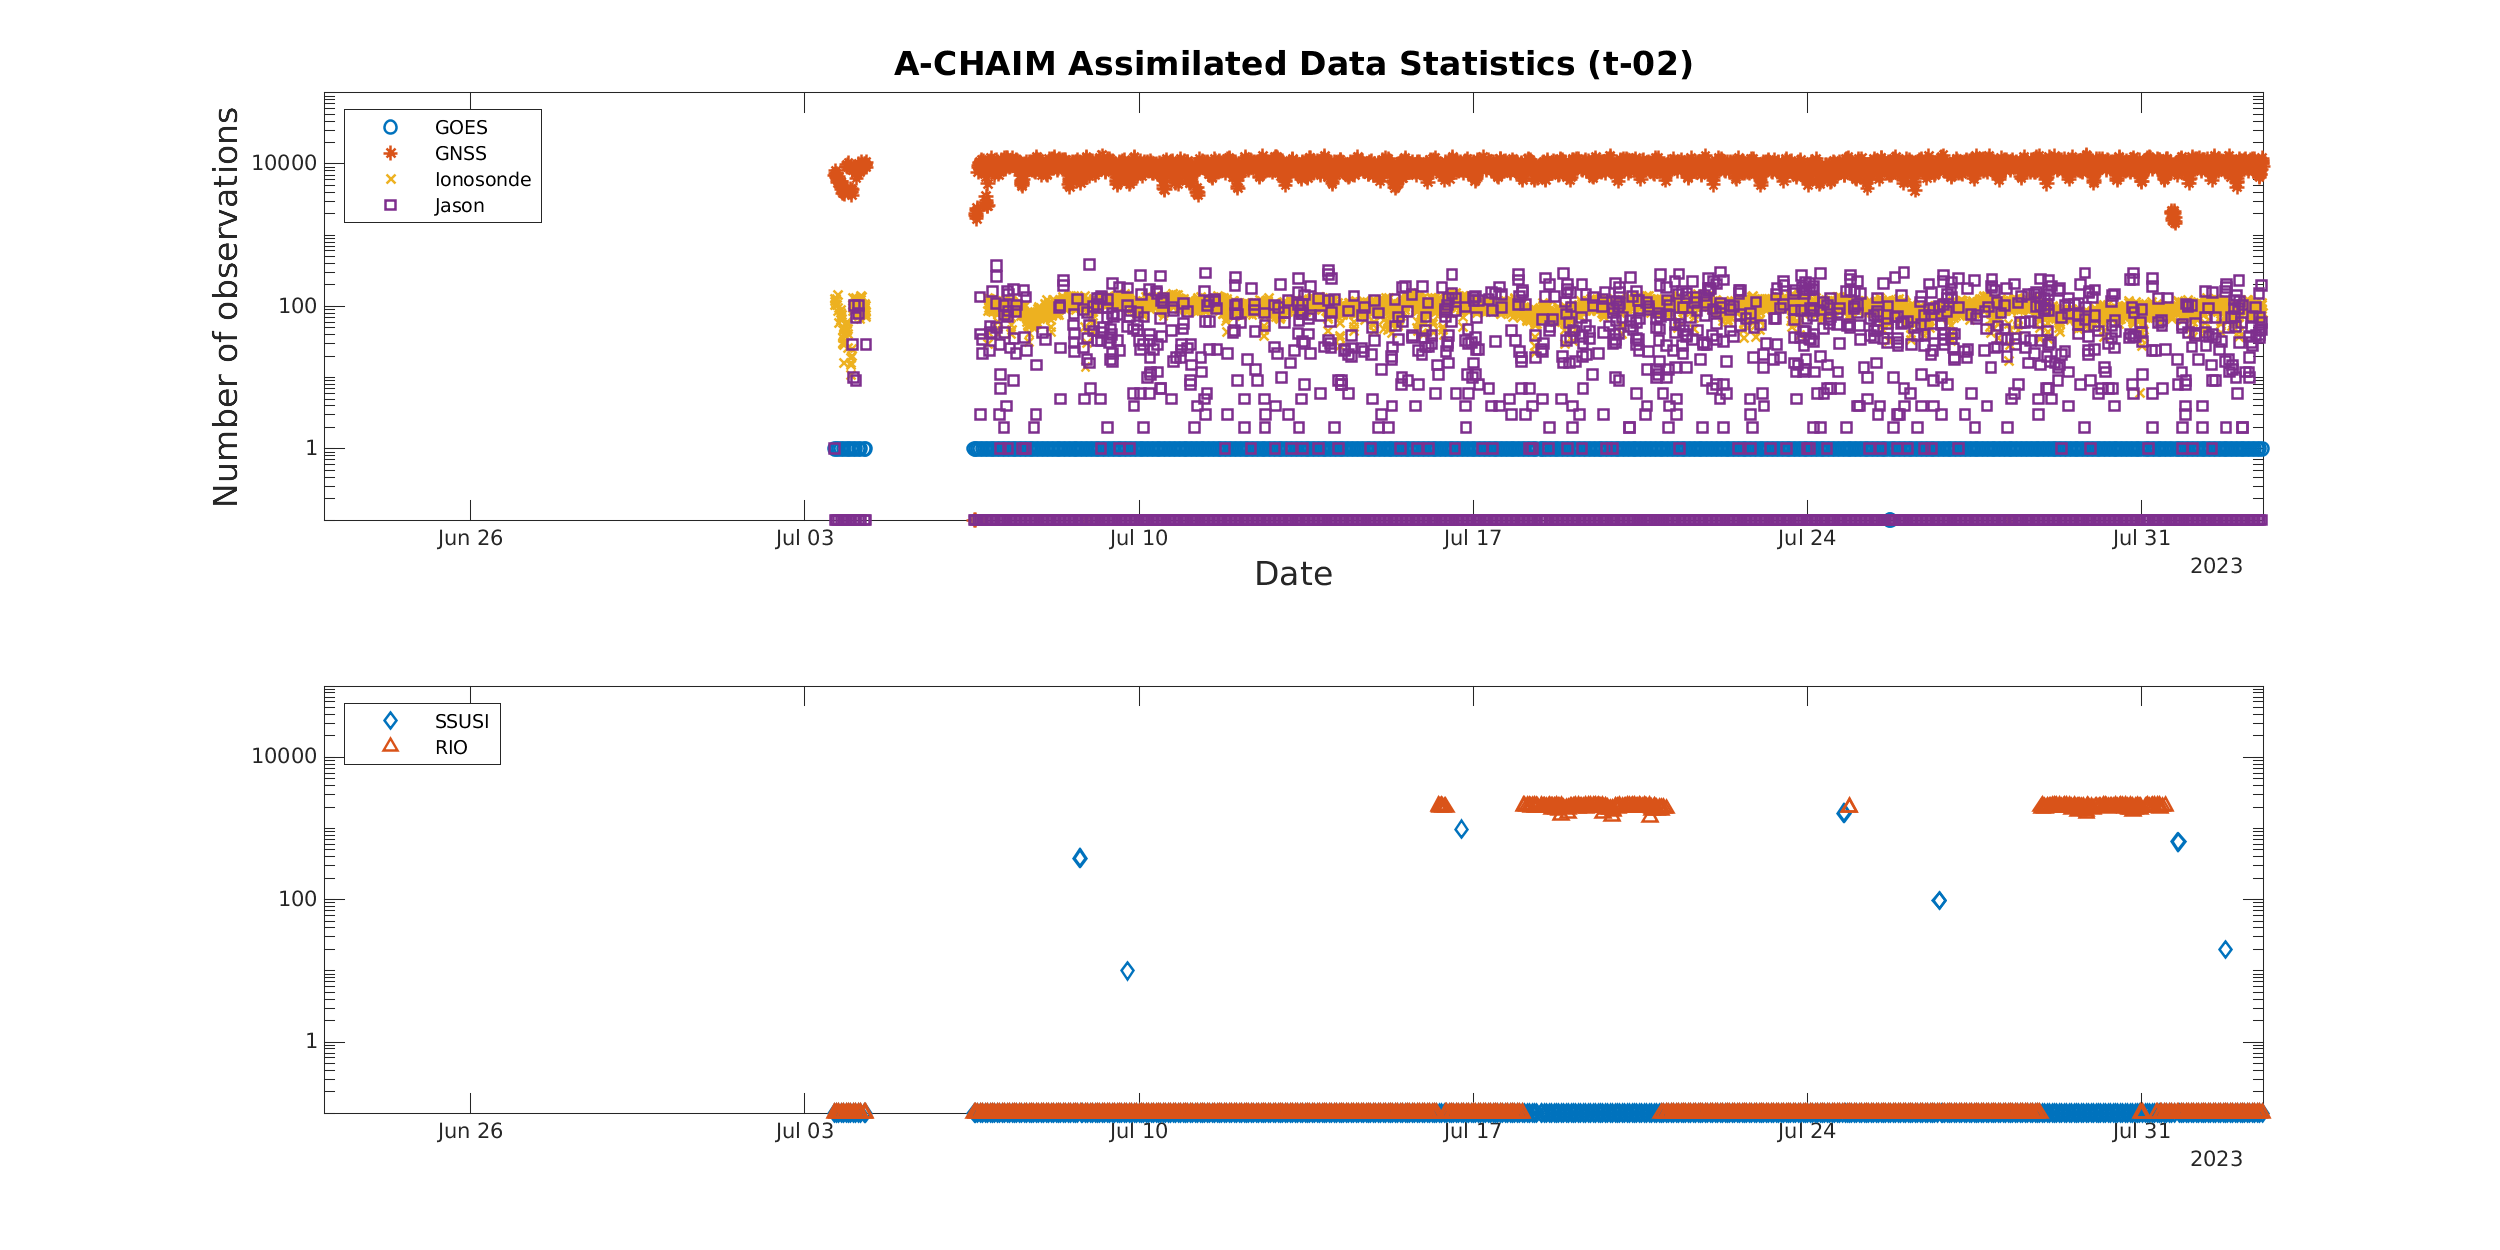 A-CHAIM Assimilated Data Statistics (t-02)
Number of observations
GOES
GNSS
Ionosonde
Jason
10000
100
1
Jun 26
Jul 03
Jul 10
Jul 17
Jul 24
Jul 31
2023
Date
SSUSI
RIO
10000
100
1
Jun 26
Jul 03
Jul 10
Jul 17
Jul 24
Jul 31
2023